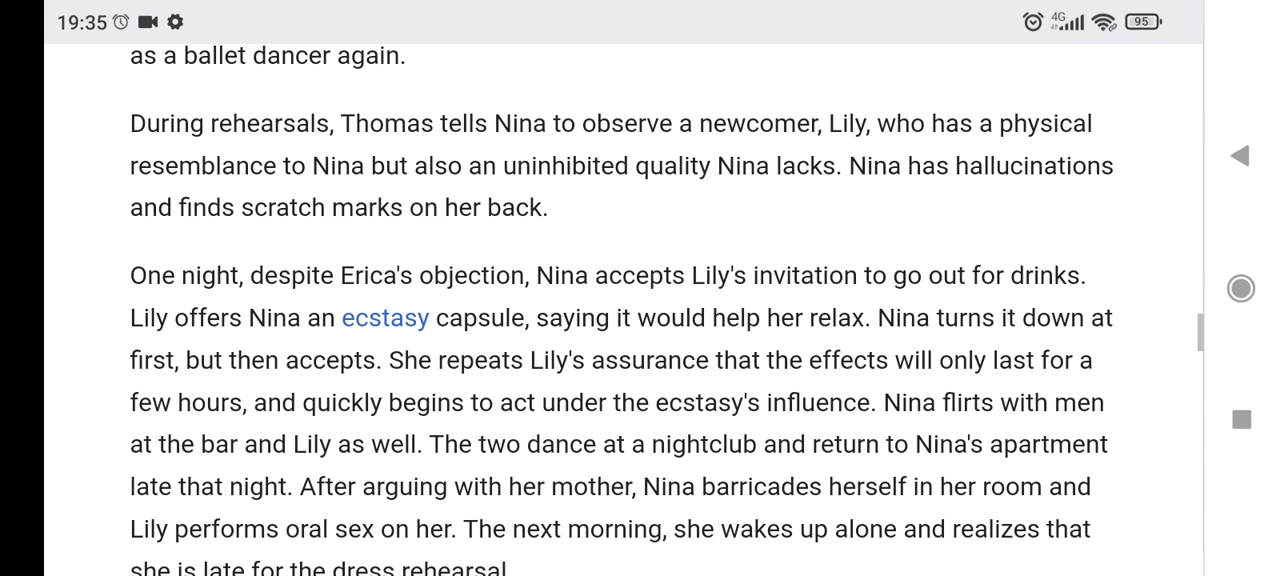 19:35
4G
95
as a ballet dancer again.
During rehearsals, Thomas tells Nina to observe a newcomer, Lily, who has a physical
resemblance to Nina but also an uninhibited quality Nina lacks. Nina has hallucinations
and finds scratch marks on her back.
One night, despite Erica's objection, Nina accepts Lily's invitation to go out for drinks.
Lily offers Nina an ecstasy capsule, saying it would help her relax. Nina turns it down at
first, but then accepts. She repeats Lily's assurance that the effects will only last for a
few hours, and quickly begins to act under the ecstasy's influence. Nina flirts with men
at the bar and Lily as well. The two dance at a nightclub and return to Nina's apartment
late that night. After arguing with her mother, Nina barricades herself in her room and
Lily performs oral sex on her. The next morning, she wakes up alone and realizes that
she is late for the dress rehearsal